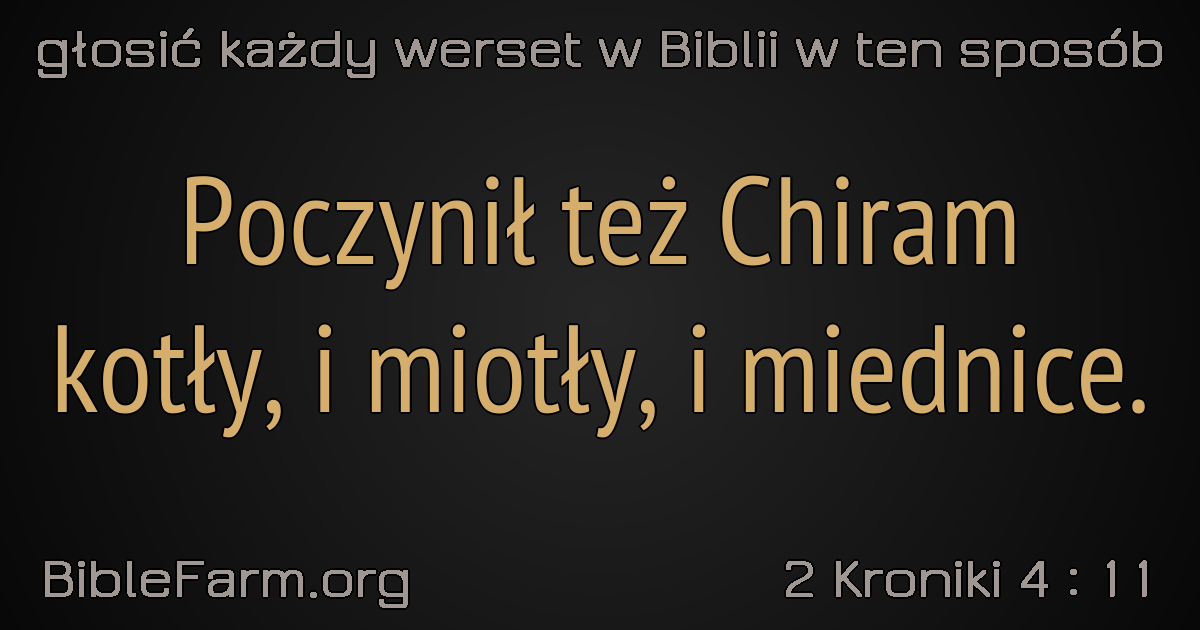 głosić każdy werset w Biblii w ten sposób
Poczynił też Chiram
kotły, i miotły, i miednice.
BibleFarm.org
2 Kroniki 4 : 11